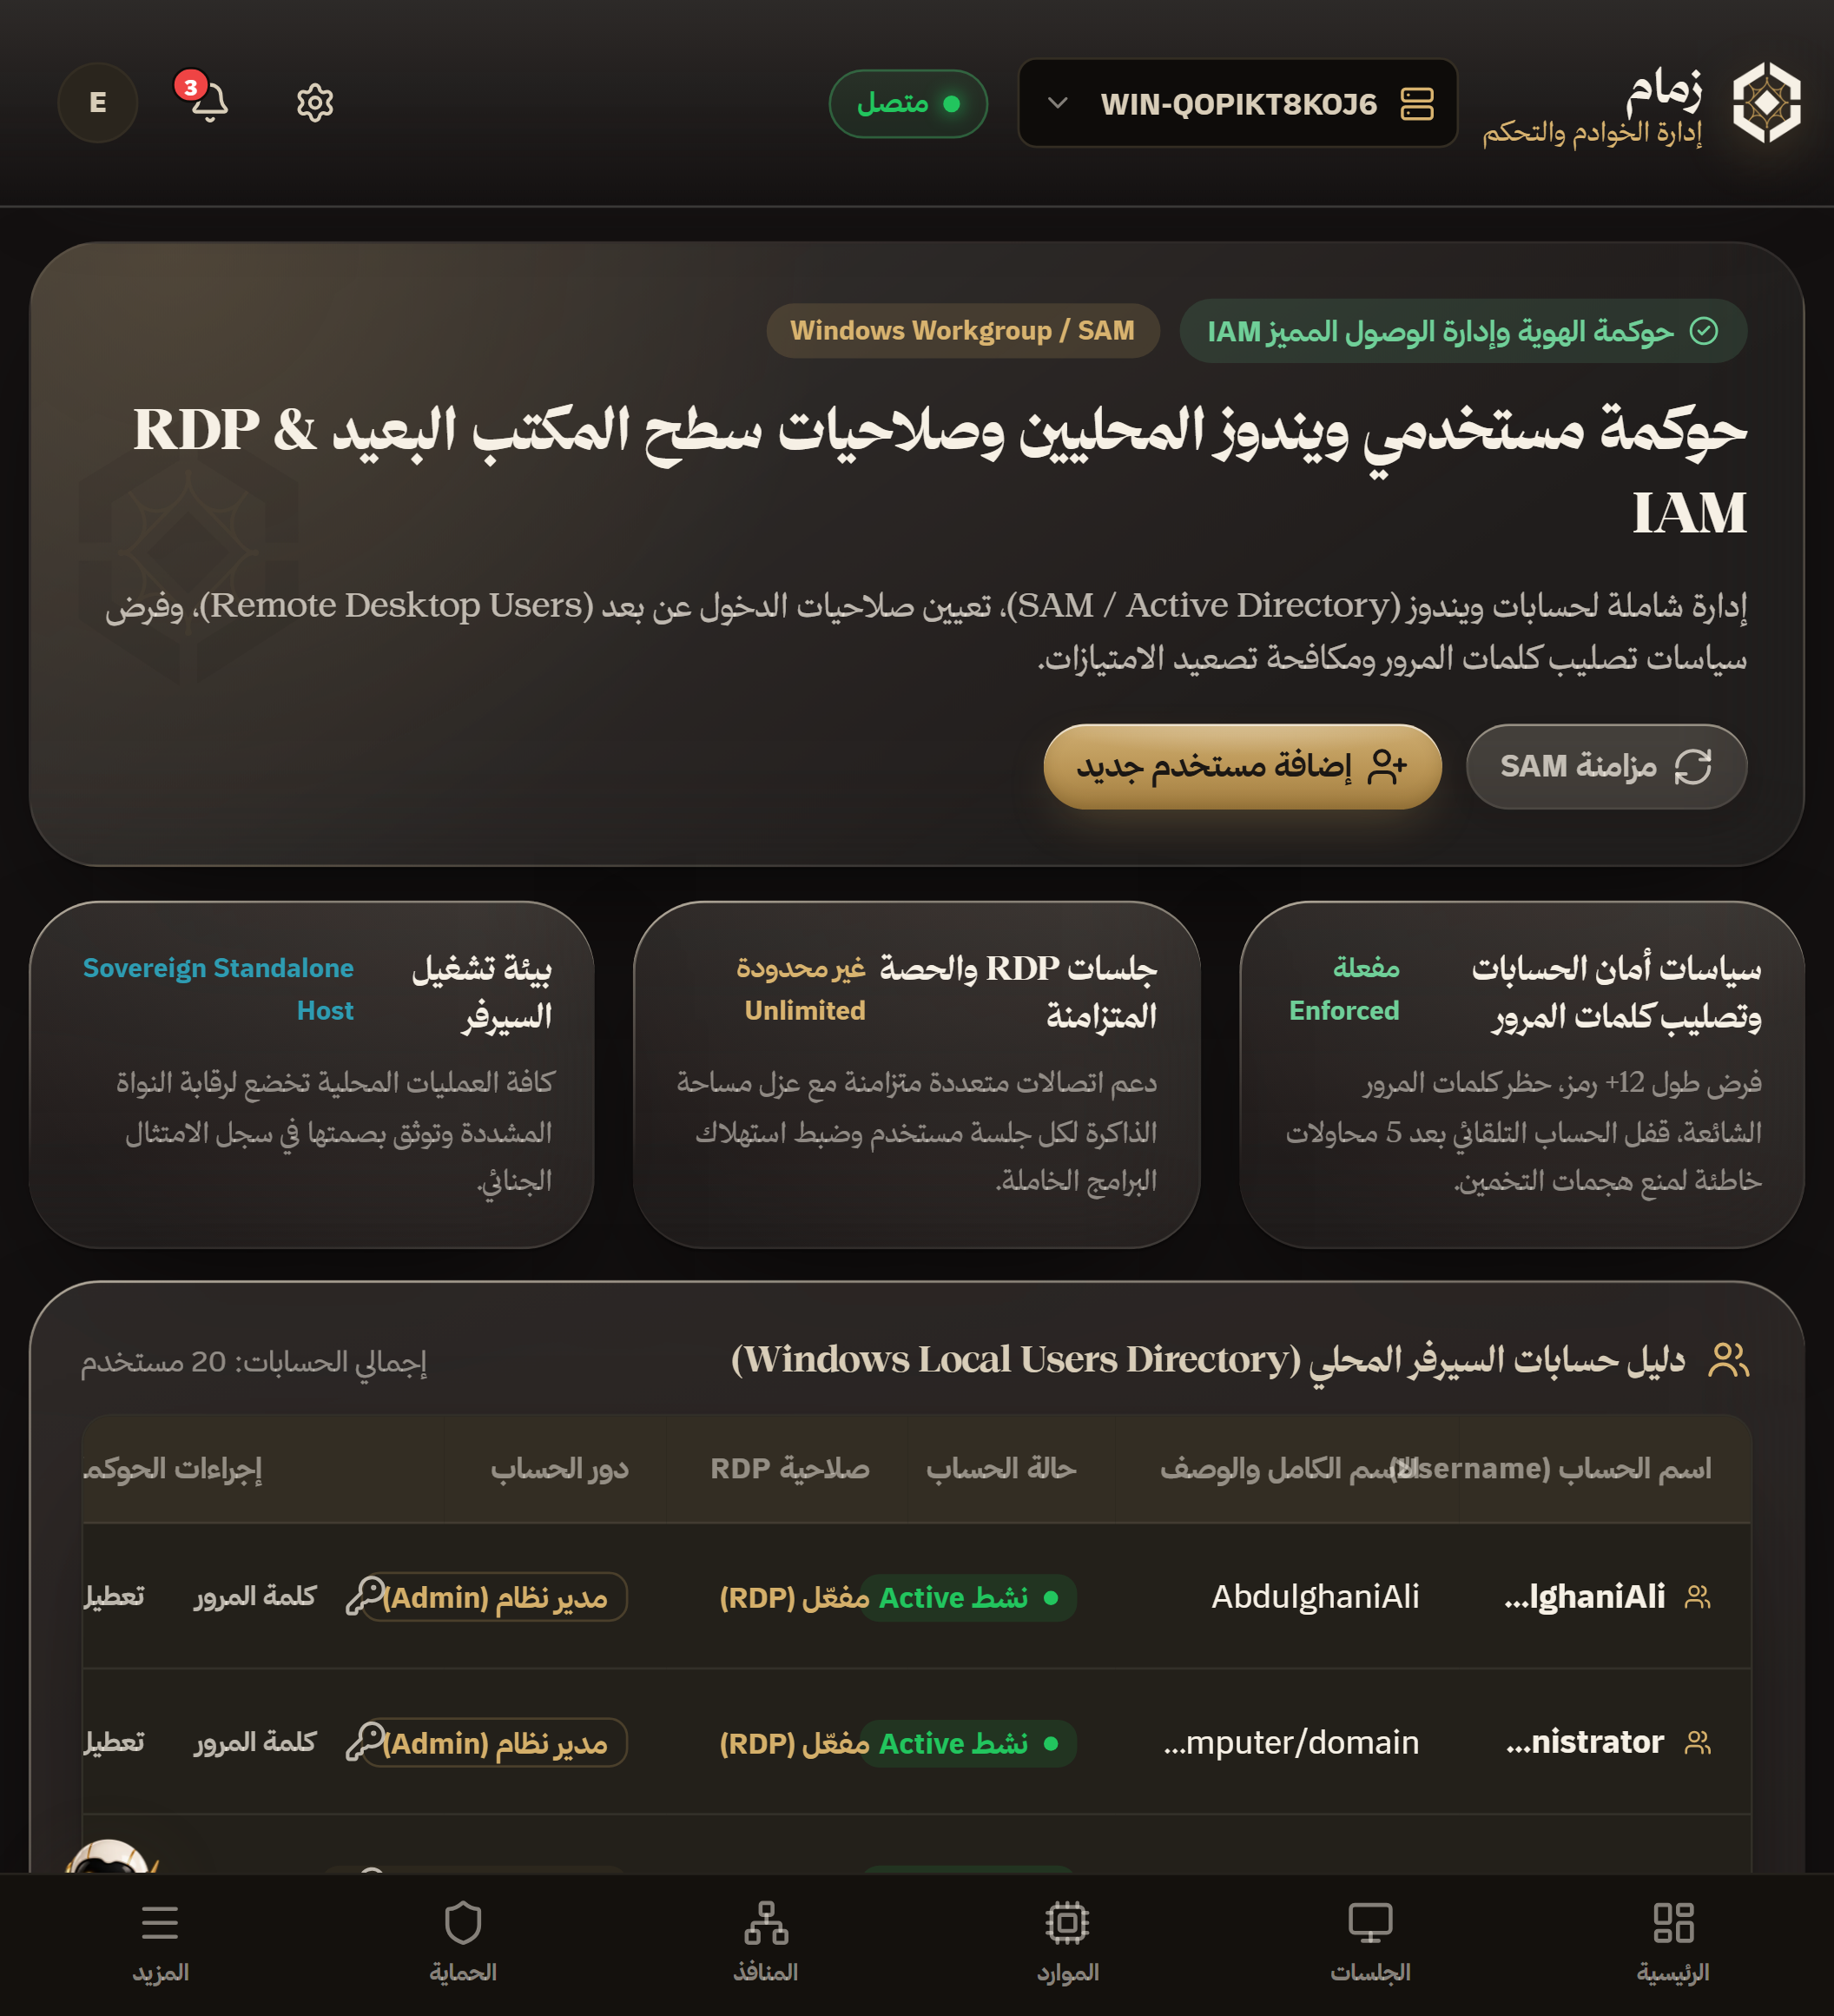 زمام
إدارة الخوادم والتحكم
WIN-QOPIKT8KOJ6
متصل
3
E
حوكمة الهوية وإدارة الوصول المميز IAM
Windows Workgroup / SAM
حوكمة مستخدمي ويندوز المحليين وصلاحيات سطح المكتب البعيد RDP &
IAM
إدارة شاملة لحسابات ويندوز (SAM / Active Directory)، تعيين صلاحيات الدخول عن بعد (Remote Desktop Users)، وفرض
سياسات تصليب كلمات المرور ومكافحة تصعيد الامتيازات.
مزامنة SAM
إضافة مستخدم جديد
سياسات أمان الحسابات
وتصليب كلمات المرور
مفعلة
Enforced
فرض طول 12+ رمز، حظر كلمات المرور
الشائعة، قفل الحساب التلقائي بعد 5 محاولات
خاطئة لمنع هجمات التخمين.
جلسات RDP والحصة
المتزامنة
غير محدودة
Unlimited
دعم اتصالات متعددة متزامنة مع عزل مساحة
الذاكرة لكل جلسة مستخدم وضبط استهلاك
البرامج الخاملة.
بيئة تشغيل
السيرفر
Sovereign Standalone
Host
كافة العمليات المحلية تخضع لرقابة النواة
المشددة وتوثق بصمتها في سجل الامتثال
الجنائي.
دليل حسابات السيرفر المحلي (Windows Local Users Directory)
إجمالي الحسابات: 20 مستخدم
اسم الحساب (Username) الاسم الكامل والوصف حالة الحساب صلاحية RDP دور الحساب إجراءات الحوكم
...lghaniAli AbdulghaniAli نشط Active مفعّل (RDP) مدير نظام (Admin) كلمة المرور تعطيل
...nistrator ...mputer/domain نشط Active مفعّل (RDP) مدير نظام (Admin) كلمة المرور تعطيل
الرئيسية
الجلسات
الموارد
المنافذ
الحماية
المزيد